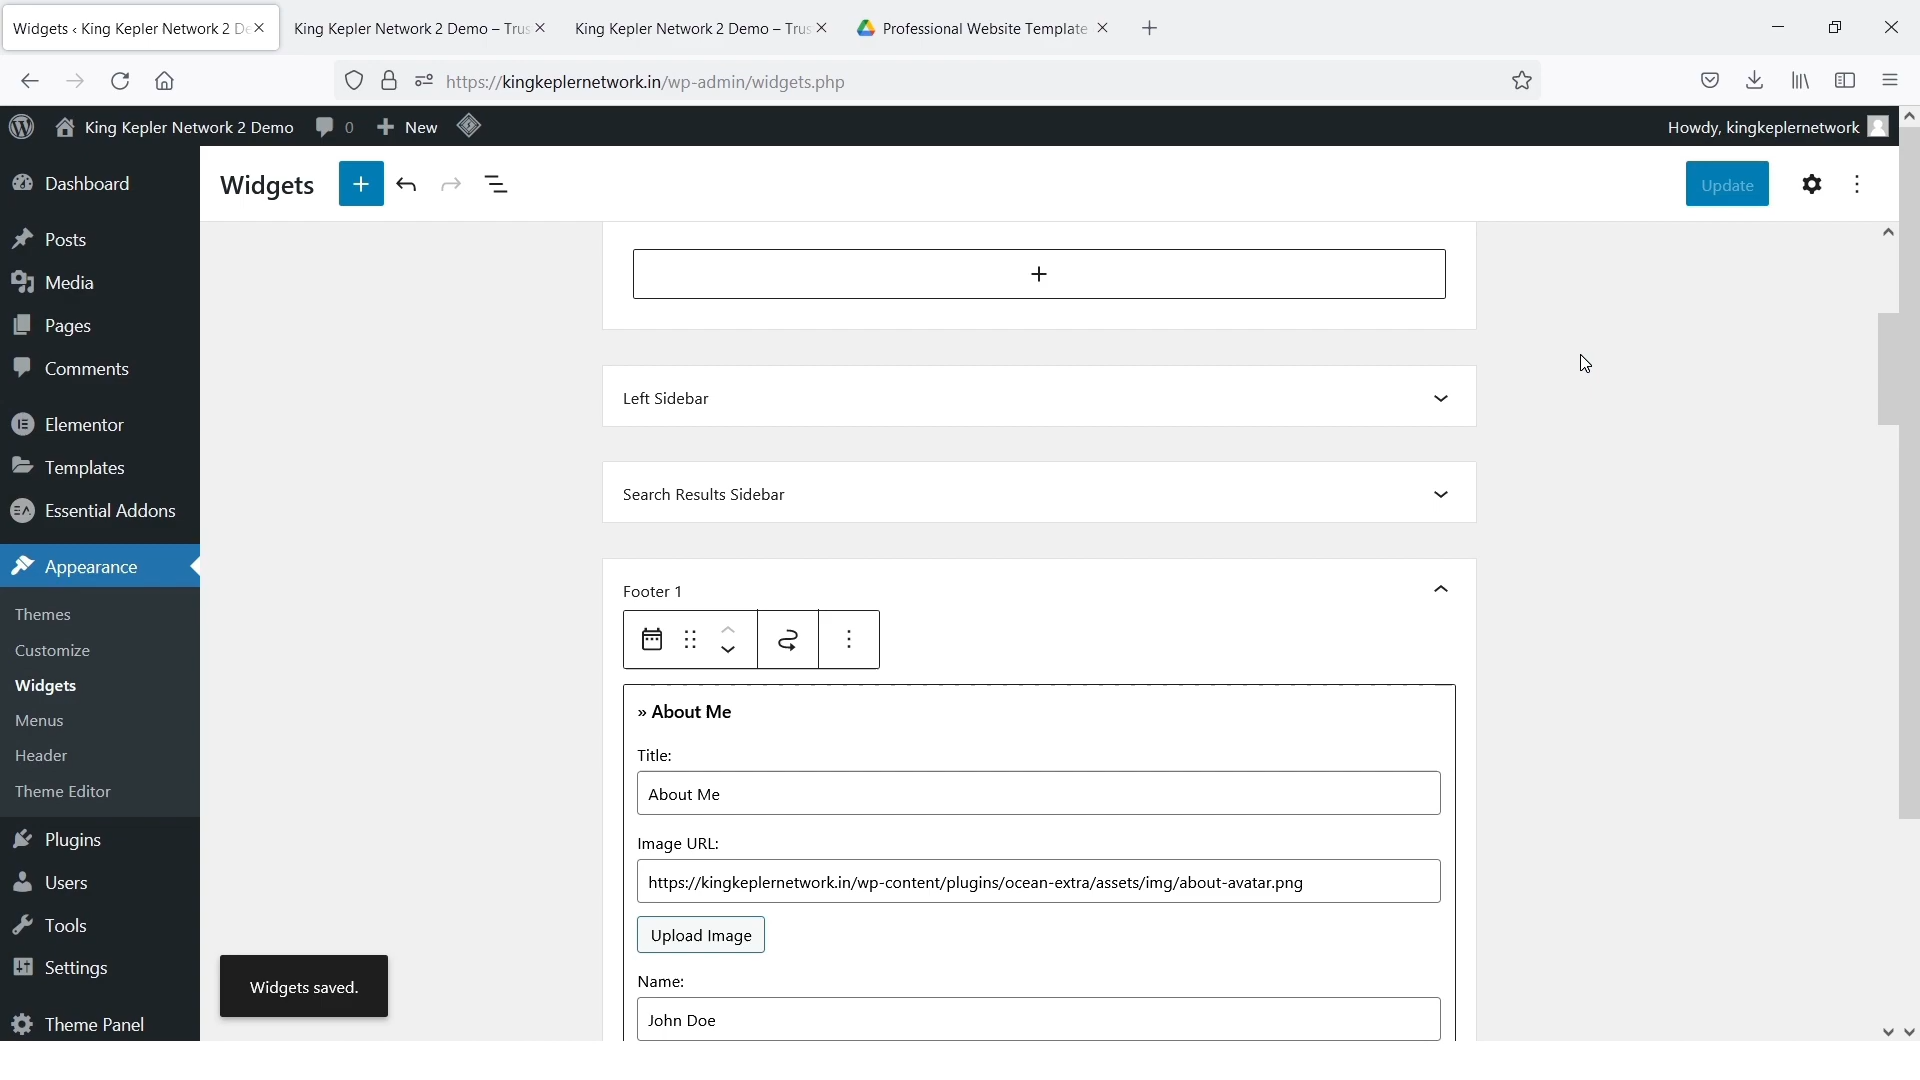 Widgets ‹ King Kepler Network 2 De
King Kepler Network 2 Demo – Trus
King Kepler Network 2 Demo – Trus
Professional Website Template
https://kingkeplernetwork.in/wp-admin/widgets.php
King Kepler Network 2 Demo
0
New
Howdy, kingkeplernetwork
Dashboard
Posts
Media
Pages
Comments
Elementor
Templates
Essential Addons
Appearance
Themes
Customize
Widgets
Menus
Header
Theme Editor
Plugins
Users
Tools
Settings
Theme Panel
Widgets
Update
Left Sidebar
Search Results Sidebar
Footer 1
» About Me
Title:
About Me
Image URL:
https://kingkeplernetwork.in/wp-content/plugins/ocean-extra/assets/img/about-avatar.png
Upload Image
Name:
John Doe
Widgets saved.